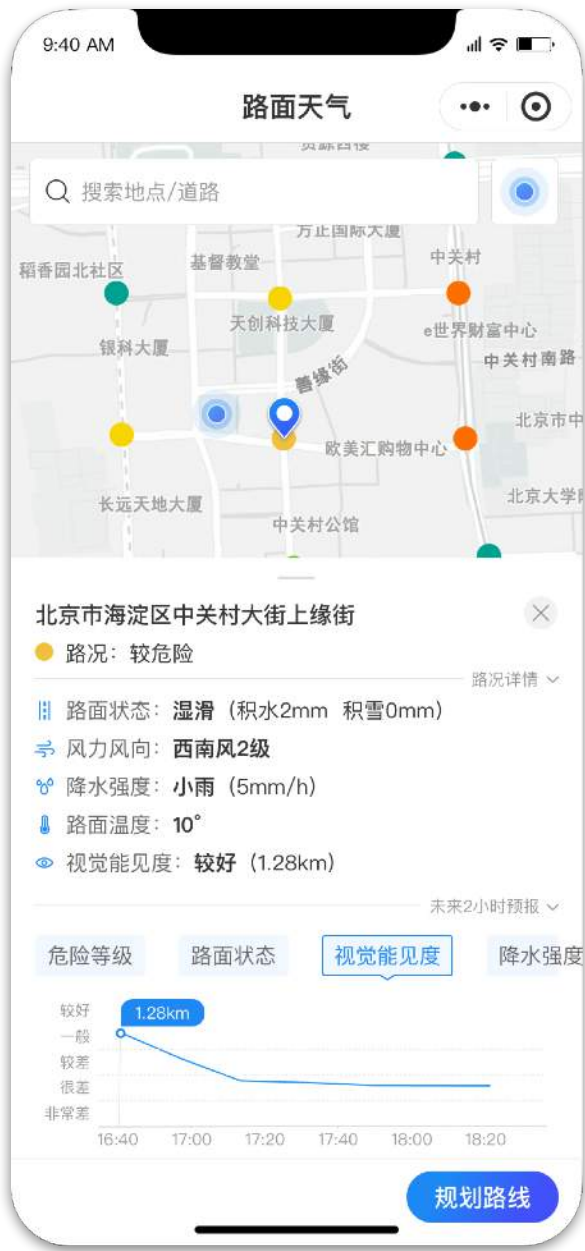 9:40 AM
路面天气
搜索地点/道路
方正国际大厦
中关村
稻香园北社区
基督教堂
天创科技大厦
e世界财富中心
银科大厦
中关村南路
善缘街
北京市中
欧美汇购物中心
长远天地大厦
北京大学
中关村公馆
北京市海淀区中关村大街上缘街
路况：较危险
路况详情
路面状态：湿滑（积水2mm 积雪0mm）
风力风向：西南风2级
降水强度：小雨（5mm/h）
路面温度：10°
视觉能见度：较好（1.28km）
未来2小时预报
危险等级 路面状态 视觉能见度 降水强度
较好
1.28km
一般
较差
很差
非常差
16:40 17:00 17:20 17:40 18:00 18:20
规划路线